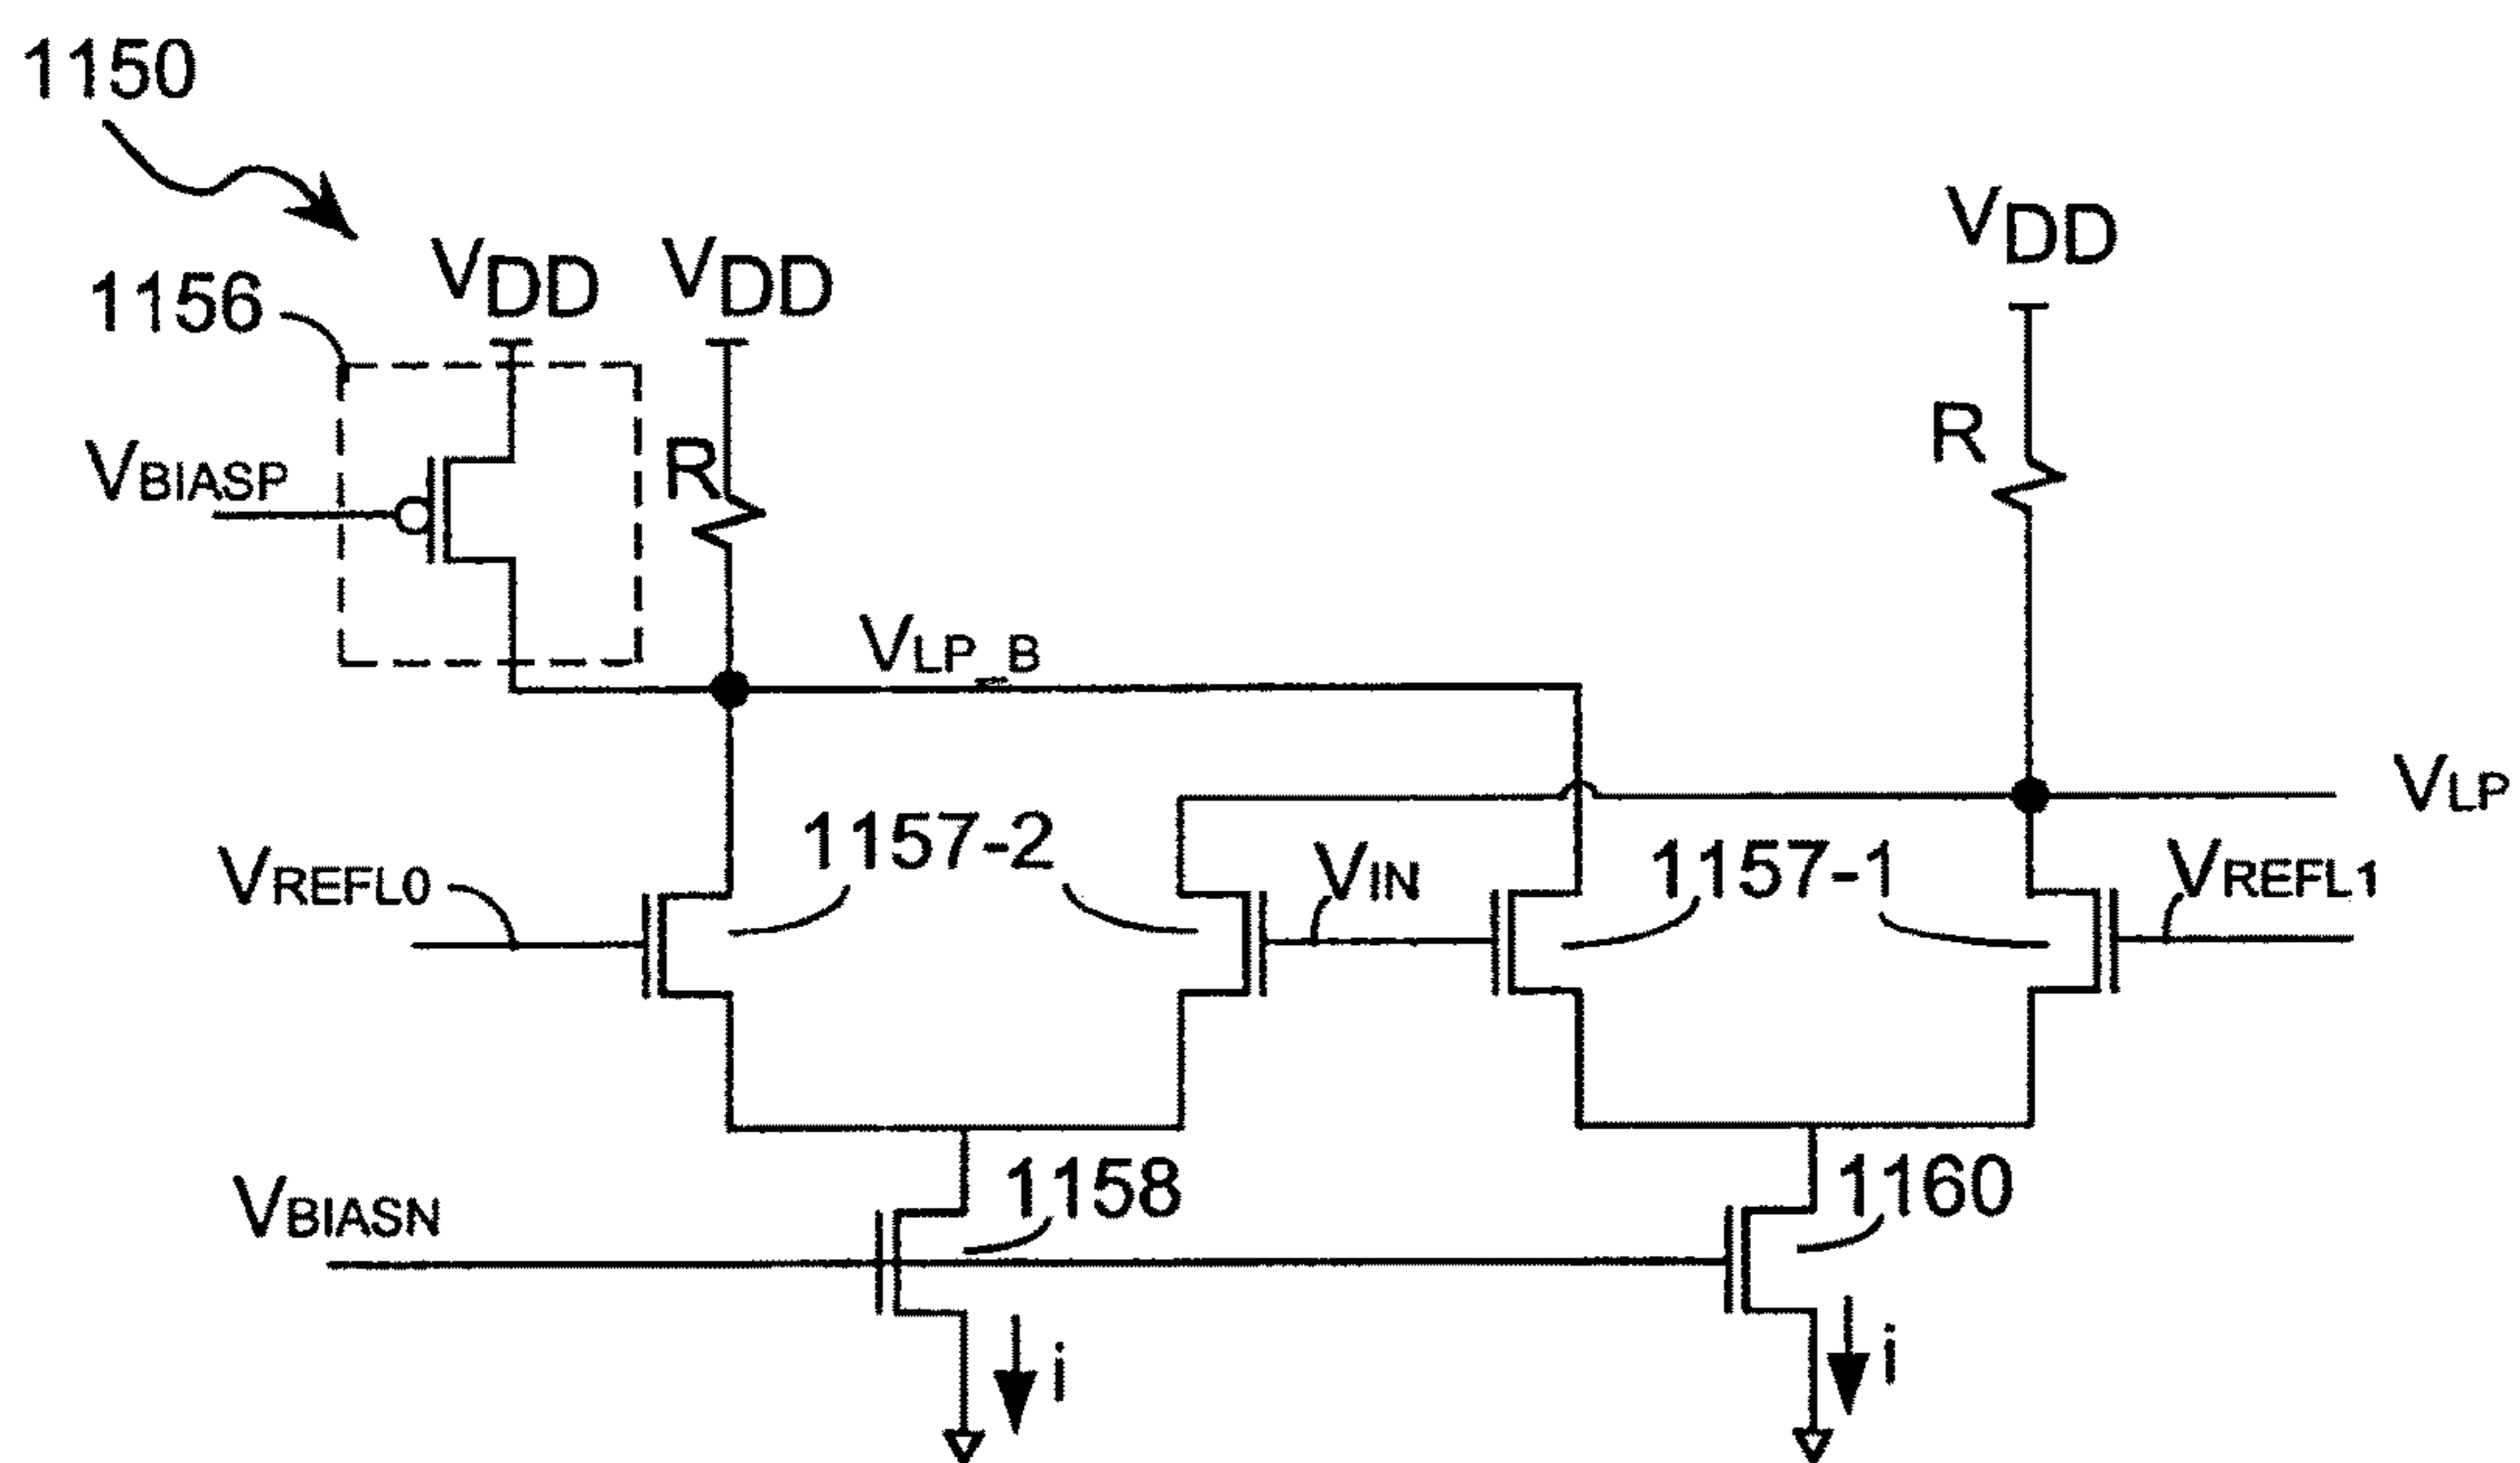 1150
VDD
VDD
VDD
1156
R
R
VBIASP
VLP_B
VLP
1157-2
1157-1
VREFL0
VIN
VREFL1
VBIASN
1158
1160
i
i